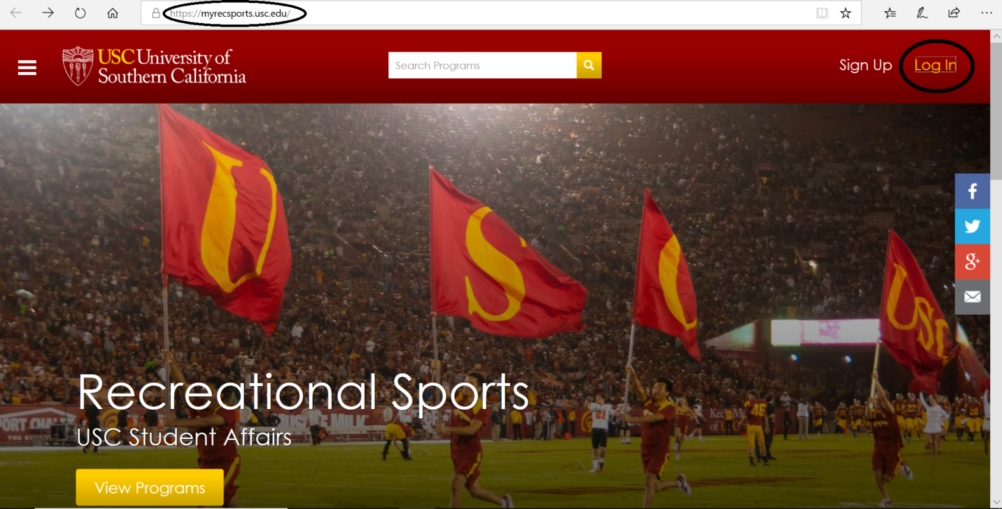 https://myrecsports.usc.edu/
USC University of
Southern California
Search Programs
Sign Up
Log In
U
S
C
USC
f
g+
Recreational Sports
USC Student Affairs
View Programs